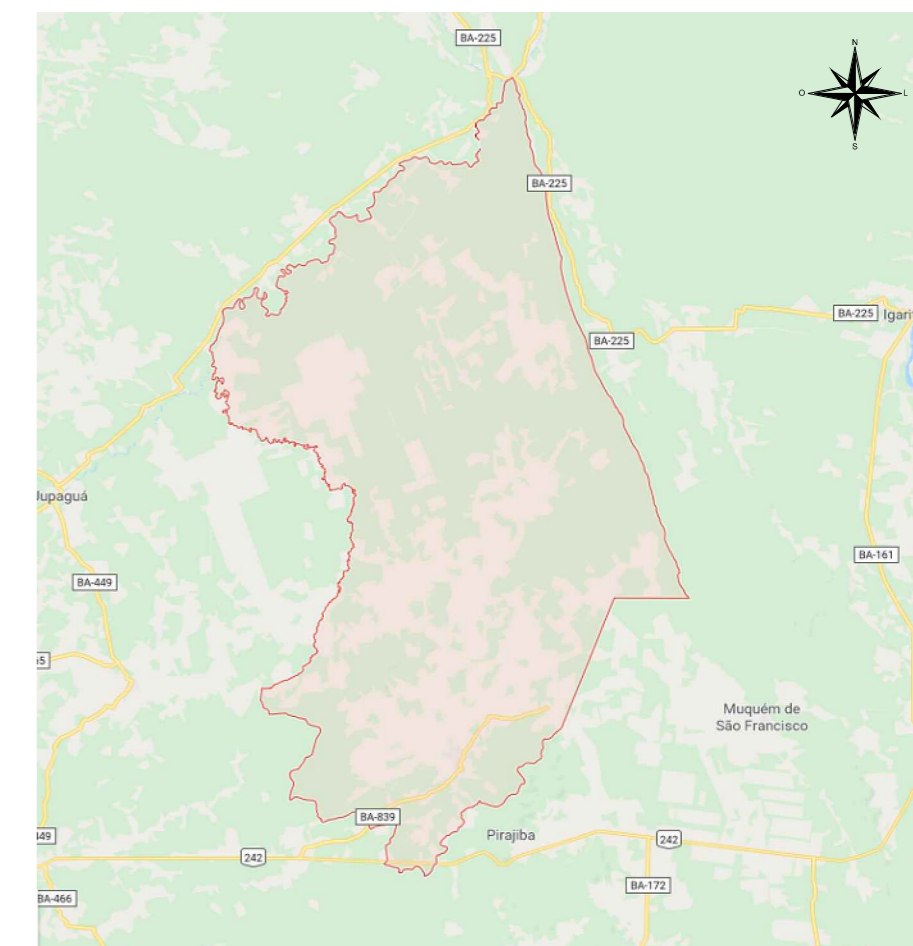 BA-225
N
O
L
S
BA-225
BA-225
Igarit
BA-225
Jupaguá
BA-161
BA-449
Muquém de
São Francisco
BA-839
Pirajiba
242
242
BA-172
BA-466